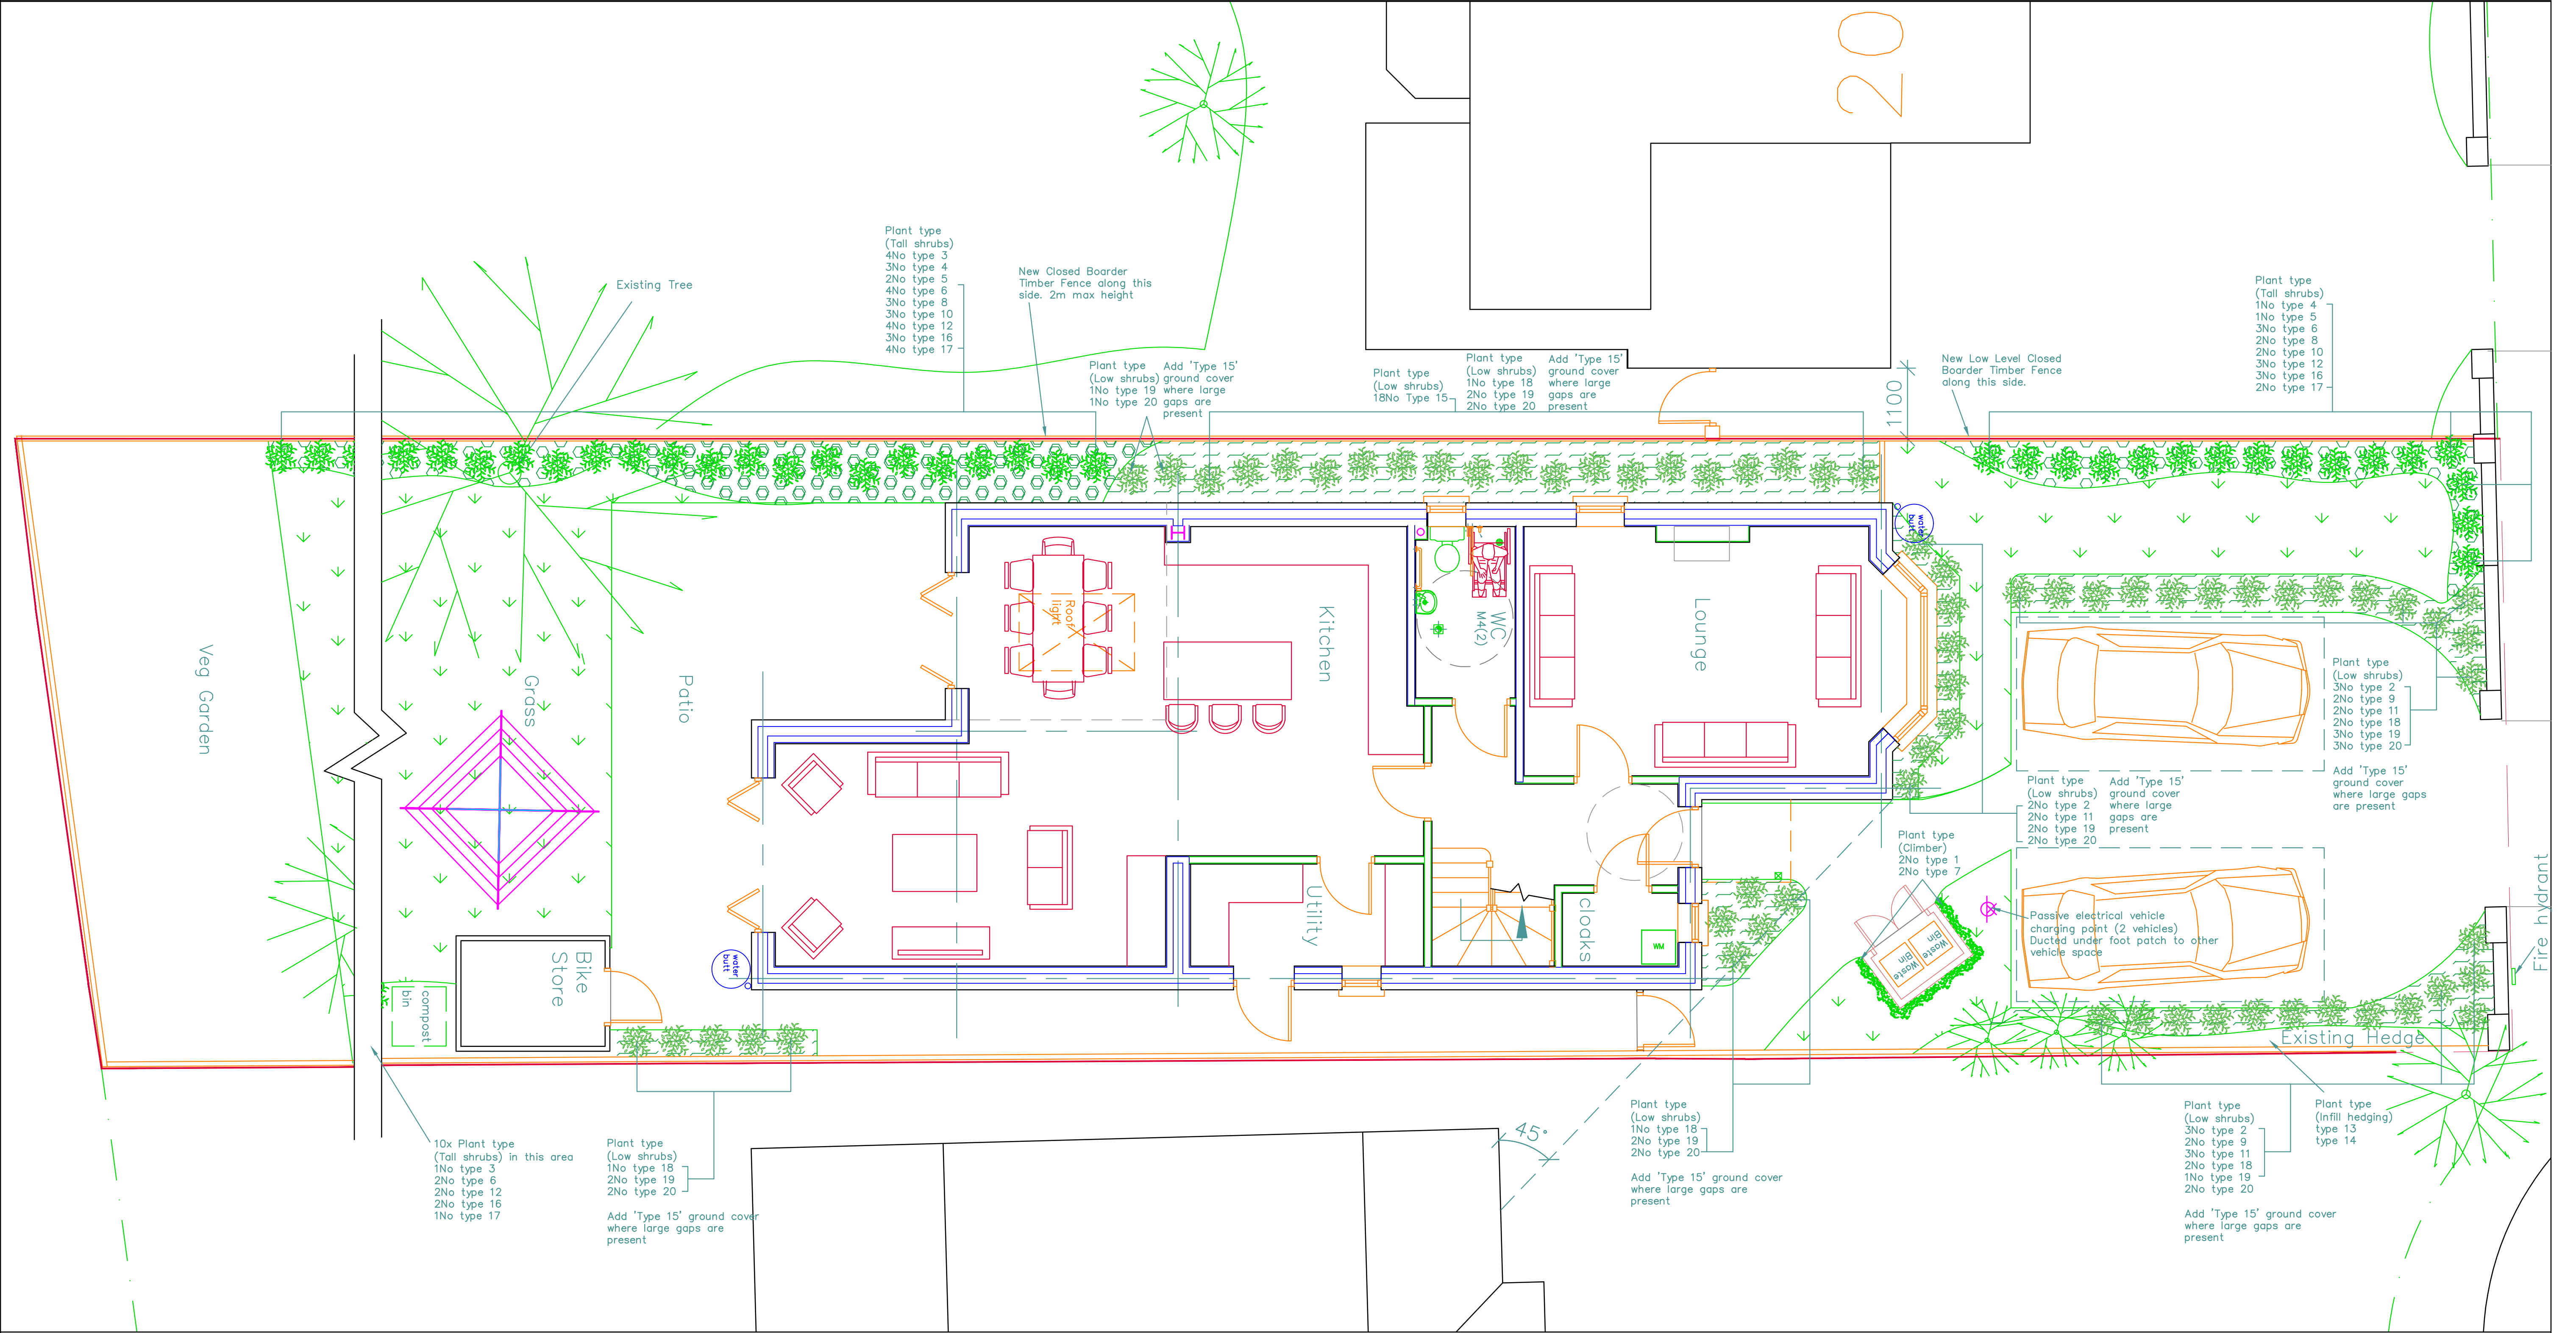 20
Plant type
(Tall shrubs)
4No type 3
3No type 4
2No type 5
4No type 6
3No type 8
3No type 10
4No type 12
3No type 16
4No type 17
Existing Tree
New Closed Boarder
Timber Fence along this
side. 2m max height
Plant type
(Low shrubs)
1No type 19
1No type 20
Add 'Type 15'
ground cover
where large
gaps are
present
Plant type
(Low shrubs)
18No Type 15
Plant type
(Low shrubs)
1No type 18
2No type 19
2No type 20
Add 'Type 15'
ground cover
where large
gaps are
present
1100
New Low Level Closed
Boarder Timber Fence
along this side.
Plant type
(Tall shrubs)
1No type 4
1No type 5
3No type 6
2No type 8
2No type 10
3No type 12
3No type 16
2No type 17
water
butt
Veg Garden
Grass
Patio
Roof
light
Kitchen
WC
M4(2)
Lounge
Plant type
(Low shrubs)
3No type 2
2No type 9
2No type 11
2No type 18
3No type 19
3No type 20
Add 'Type 15'
ground cover
where large gaps
are present
Plant type
(Low shrubs)
2No type 2
2No type 11
2No type 19
2No type 20
Add 'Type 15'
ground cover
where large
gaps are
present
Plant type
(Climber)
2No type 1
2No type 7
Passive electrical vehicle
charging point (2 vehicles)
Ducted under foot patch to other
vehicle space
Waste
Bin
Waste
Bin
Fire hydrant
Utility
cloaks
WM
water
butt
Bike
Store
compost
bin
Existing Hedge
10x Plant type
(Tall shrubs) in this area
1No type 3
2No type 6
2No type 12
2No type 16
1No type 17
Plant type
(Low shrubs)
1No type 18
2No type 19
2No type 20
Add 'Type 15' ground cover
where large gaps are
present
45°
Plant type
(Low shrubs)
1No type 18
2No type 19
2No type 20
Add 'Type 15' ground cover
where large gaps are
present
Plant type
(Low shrubs)
3No type 2
2No type 9
3No type 11
2No type 18
1No type 19
2No type 20
Add 'Type 15' ground cover
where large gaps are
present
Plant type
(Infill hedging)
type 13
type 14